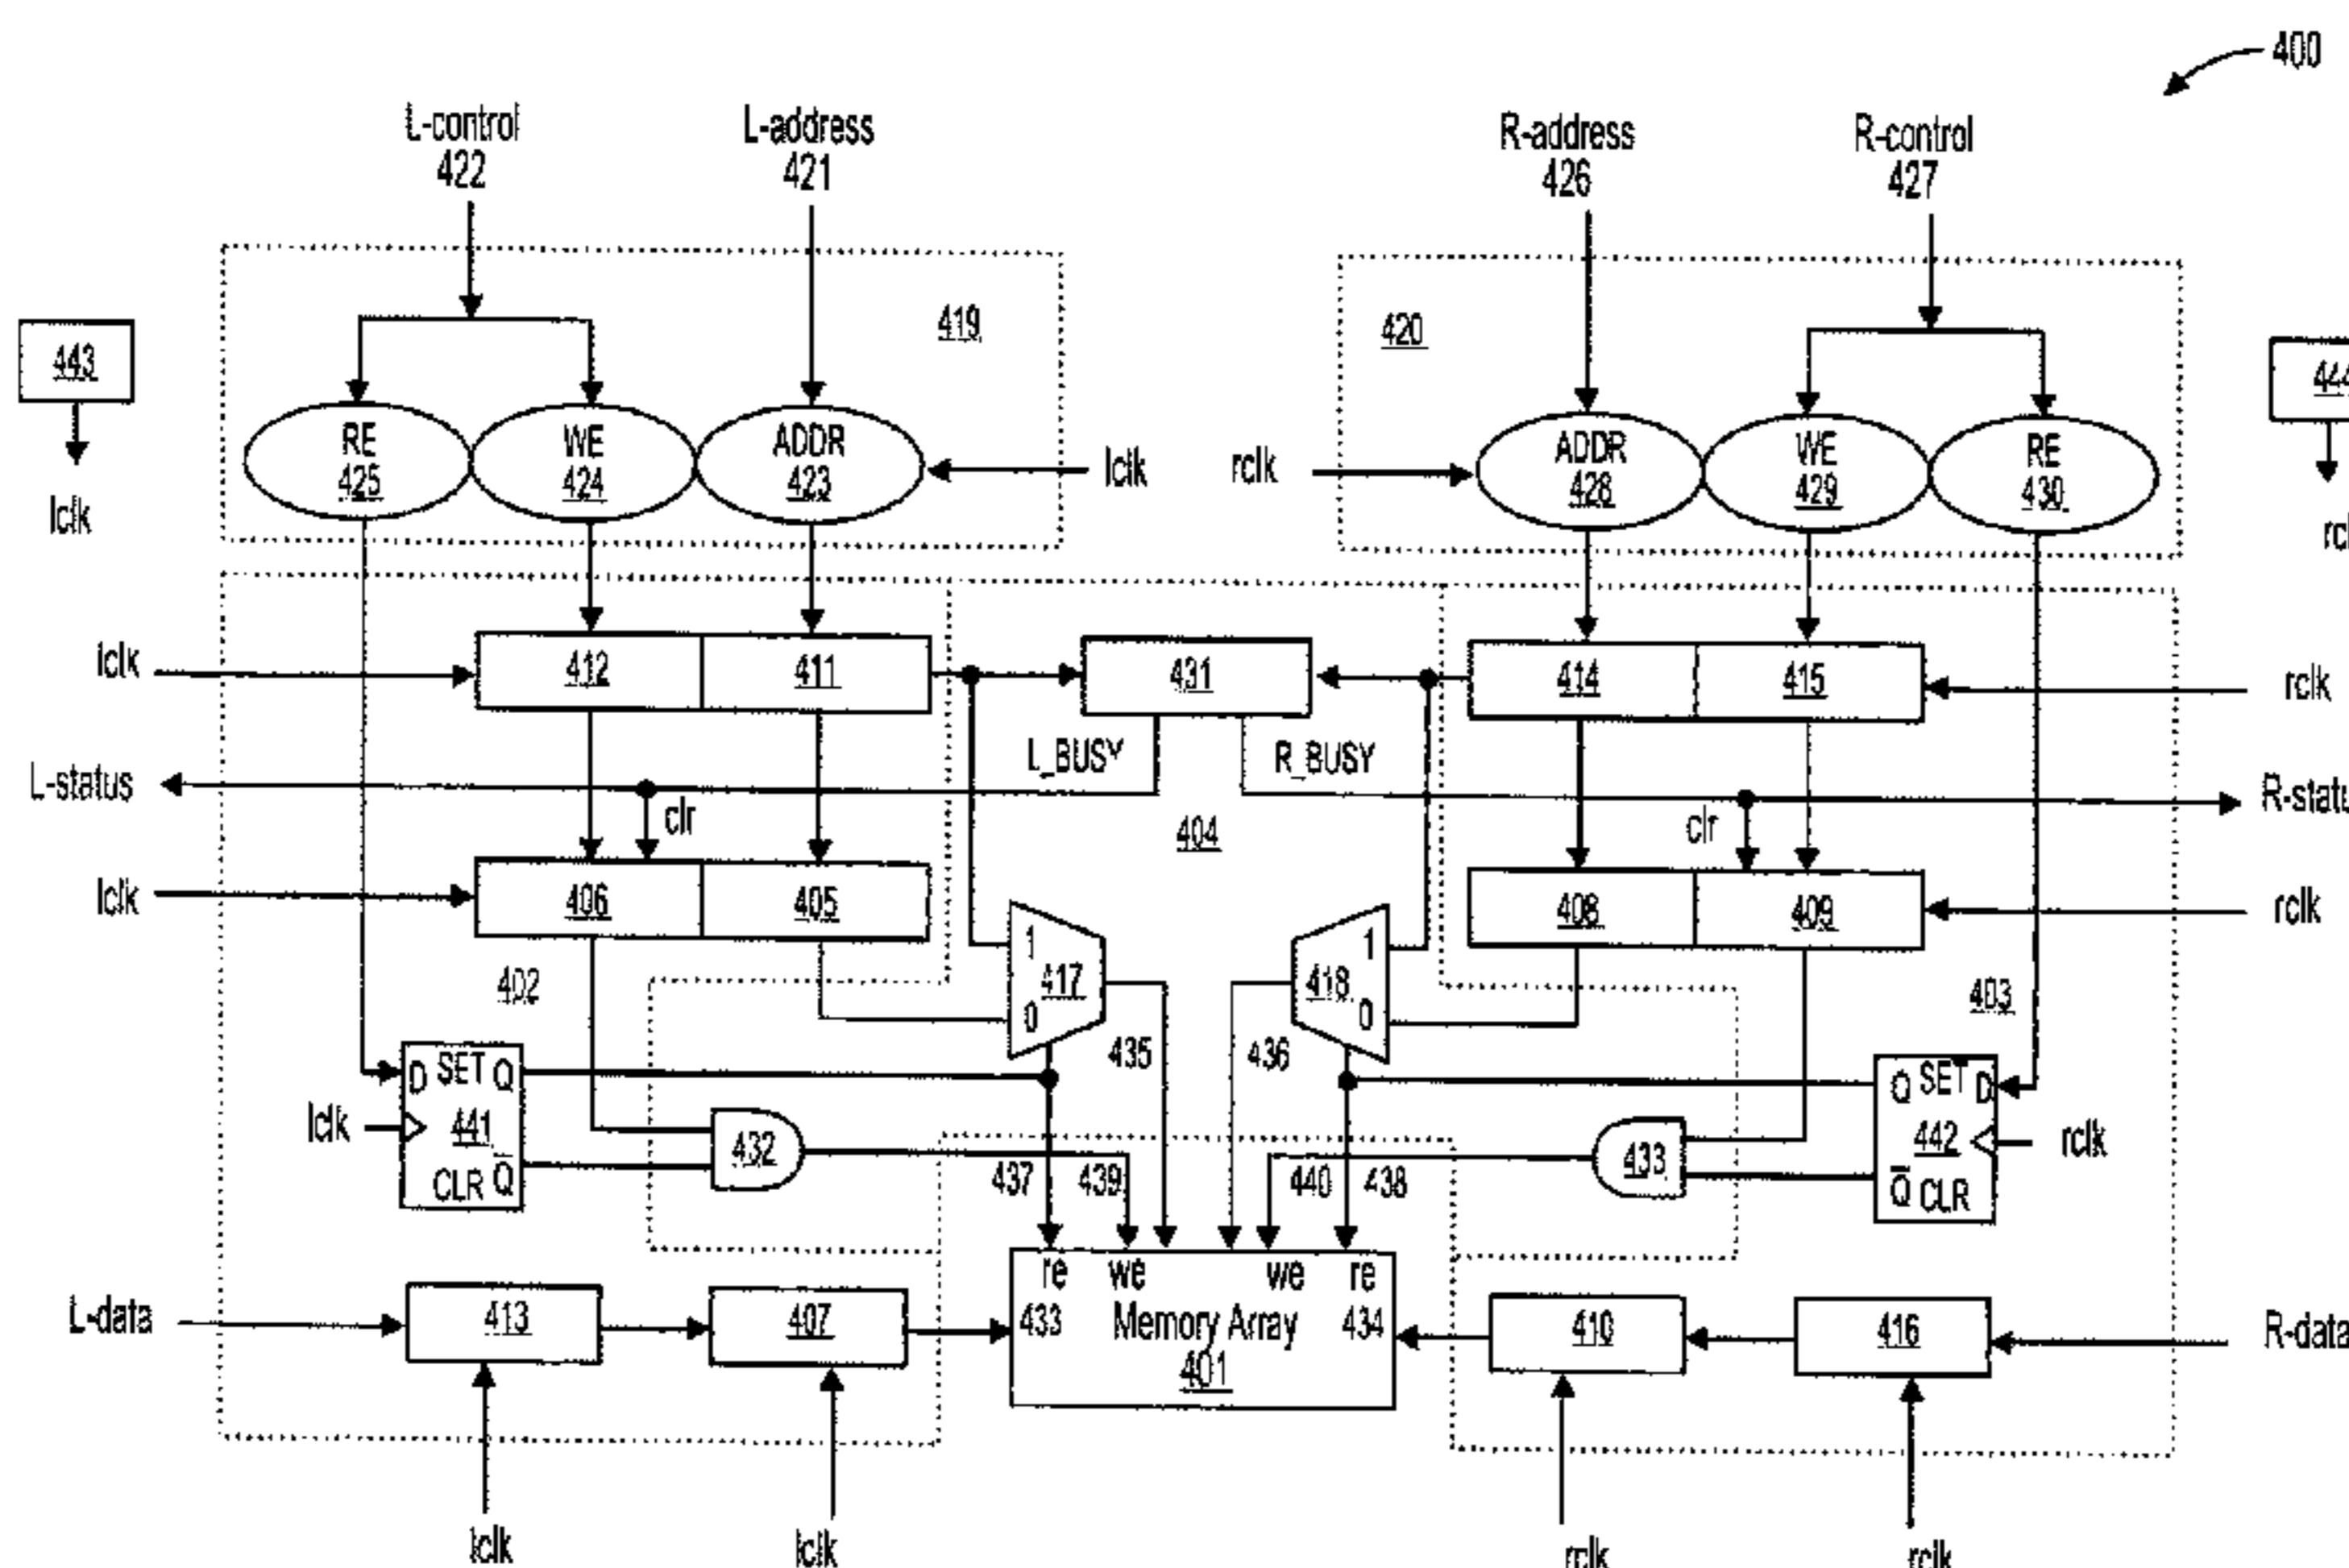 400
L-control
422
L-address
421
R-address
426
R-control
427
419
420
443
444
lclk
RE
425
WE
424
ADDR
423
lclk
rclk
ADDR
428
WE
429
RE
430
lclk
412
411
431
414
415
rclk
L-status
L_BUSY
R_BUSY
clr
404
clr
lclk
406
405
408
409
rclk
402
1
417
0
1
418
0
403
435
436
D SET Q
441
CLR Q̅
lclk
432
433
Q SET D
442
Q̅ CLR
rclk
437
439
440
438
re we we re
433 Memory Array 434
401
L-data
413
407
410
416
R-data
lclk
lclk
rclk
rclk